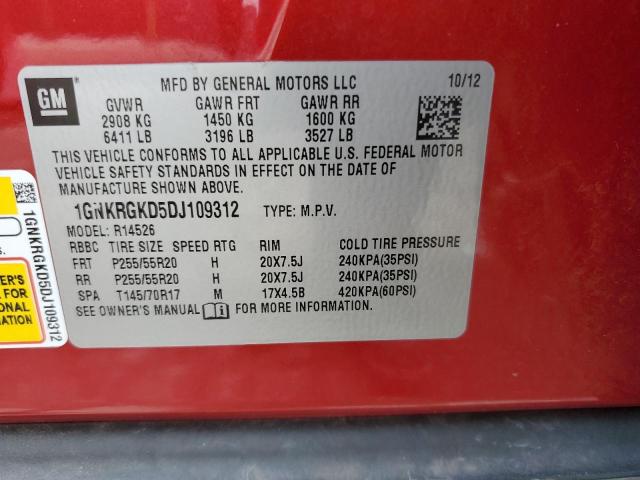 GM
MFD BY GENERAL MOTORS LLC 10/12
GVWR GAWR FRT GAWR RR
2908 KG 1450 KG 1600 KG
6411 LB 3196 LB 3527 LB
THIS VEHICLE CONFORMS TO ALL APPLICABLE U.S. FEDERAL MOTOR
VEHICLE SAFETY STANDARDS IN EFFECT ON THE DATE OF
MANUFACTURE SHOWN ABOVE.
1GNKRGKD5DJ109312 TYPE: M.P.V.
MODEL: R14526
RBBC TIRE SIZE SPEED RTG RIM COLD TIRE PRESSURE
FRT P255/55R20 H 20X7.5J 240KPA(35PSI)
RR P255/55R20 H 20X7.5J 240KPA(35PSI)
SPA T145/70R17 M 17X4.5B 420KPA(60PSI)
SEE OWNER'S MANUAL FOR MORE INFORMATION.
1GNKRGKD5DJ109312
ER'S
FOR
ONAL
MATION